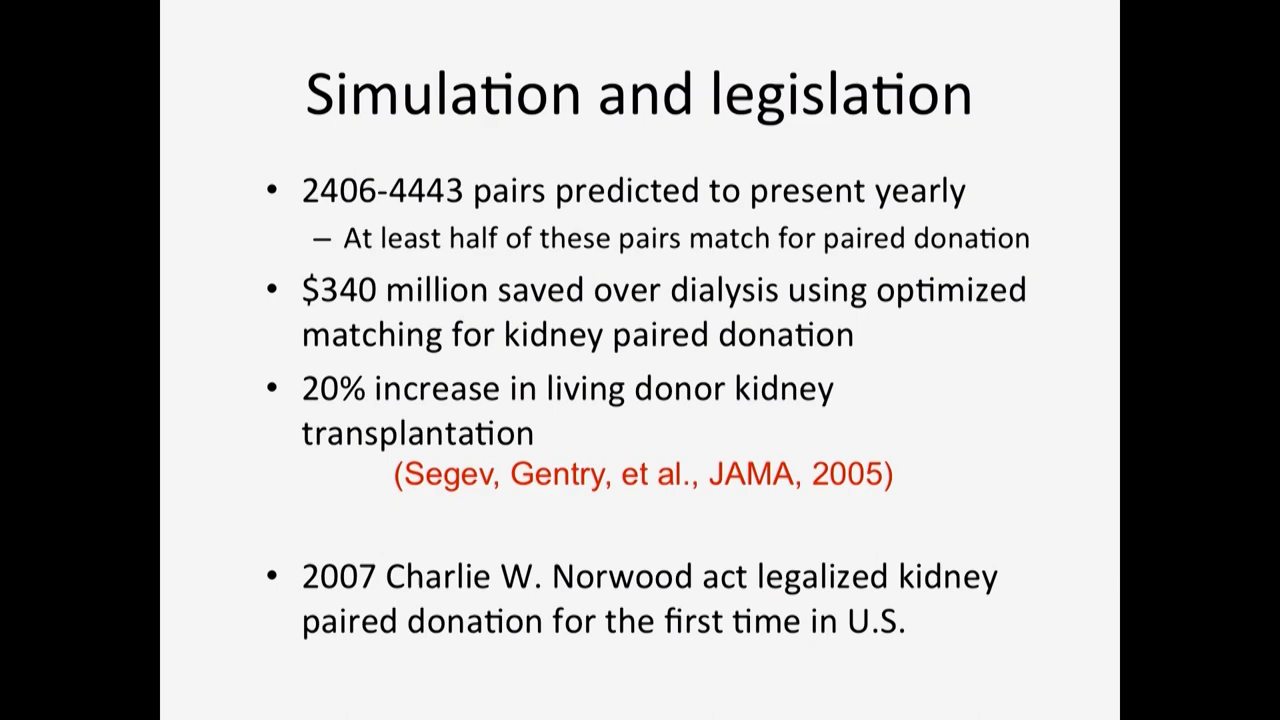 Simulation and legislation
• 2406-4443 pairs predicted to present yearly
– At least half of these pairs match for paired donation
• $340 million saved over dialysis using optimized
matching for kidney paired donation
• 20% increase in living donor kidney
transplantation
(Segev, Gentry, et al., JAMA, 2005)
• 2007 Charlie W. Norwood act legalized kidney
paired donation for the first time in U.S.